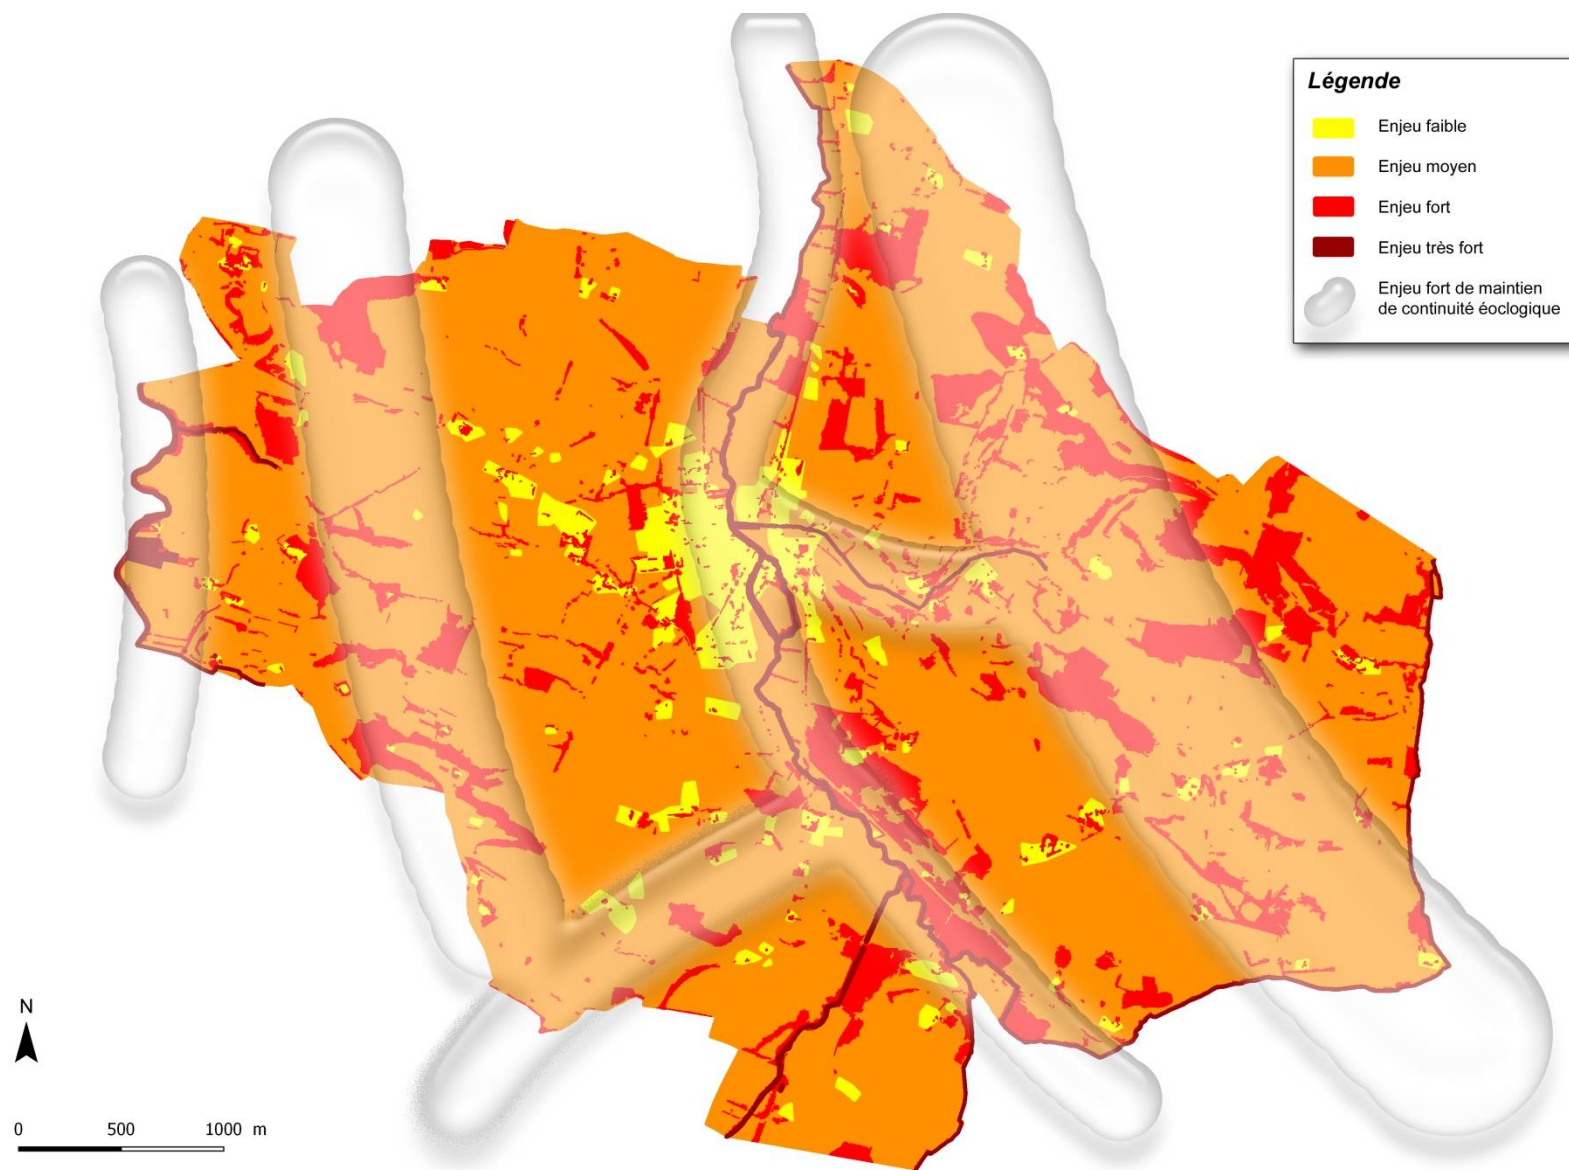 Légende
Enjeu faible
Enjeu moyen
Enjeu fort
Enjeu très fort
Enjeu fort de maintien
de continuité éologique
N
0 500 1000 m